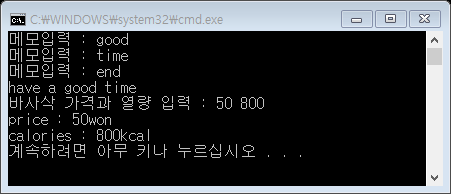 C:₩WINDOWS₩system32₩cmd.exe
메모입력 : good
메모입력 : time
메모입력 : end
have a good time
바사삭 가격과 열량 입력 : 50 800
price : 50won
calories : 800kcal
계속하려면 아무 키나 누르십시오 . . .